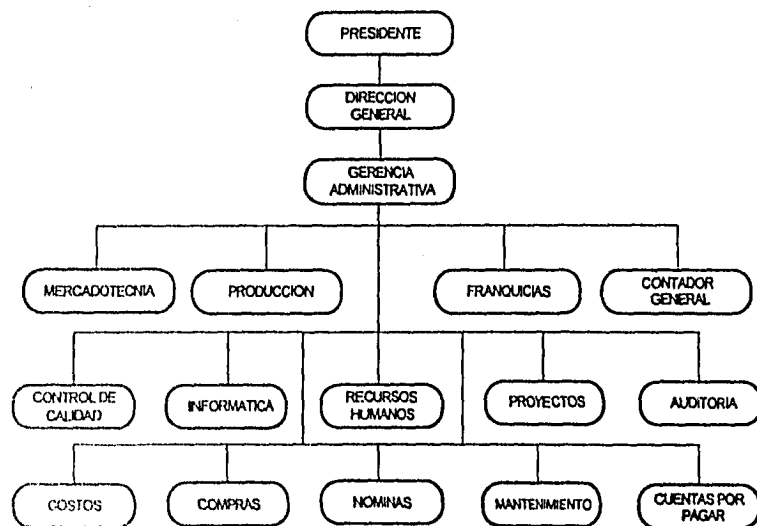 PRESIDENTE
DIRECCION
GENERAL
GERENCIA
ADMINISTRATIVA
MERCADOTECNIA
PRODUCCION
FRANQUICIAS
CONTADOR
GENERAL
CONTROL DE
CALIDAD
INFORMATICA
RECURSOS
HUMANOS
PROYECTOS
AUDITORIA
COSTOS
COMPRAS
NOMINAS
MANTENIMIENTO
CUENTAS POR
PAGAR